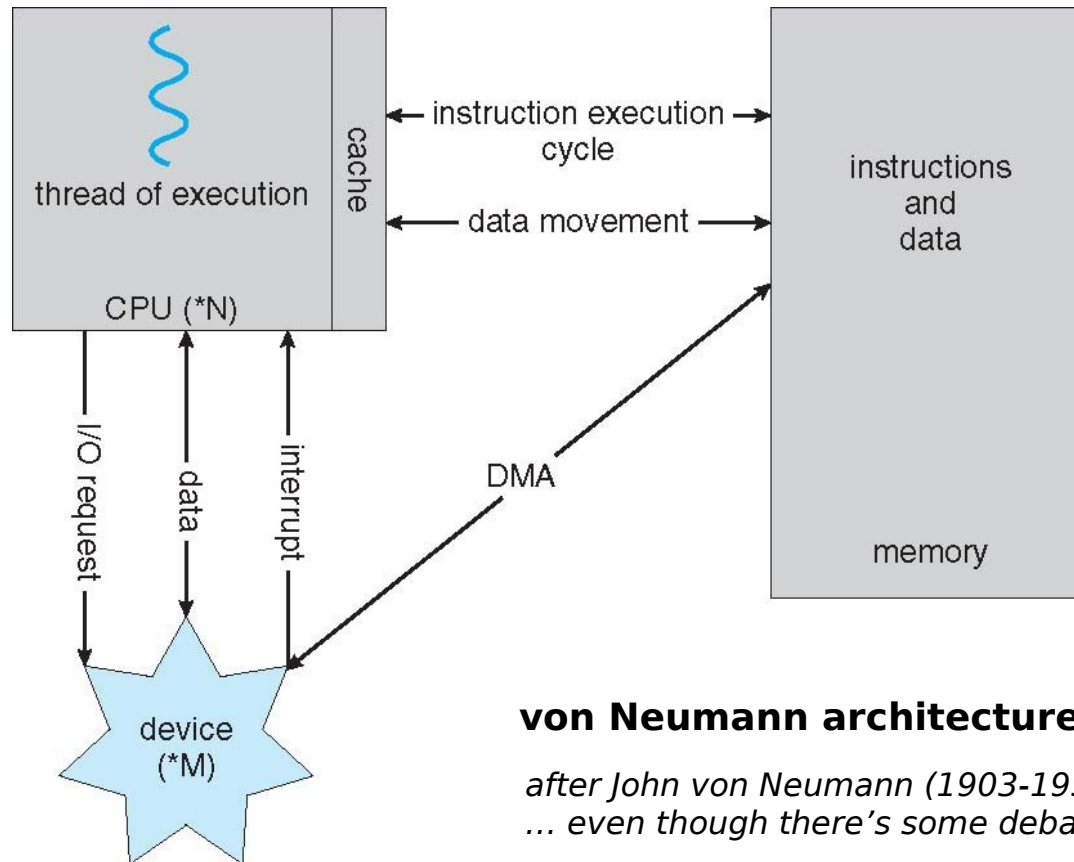 thread of execution
cache
CPU (*N)
instruction execution
cycle
data movement
instructions
and
data
memory
I/O request
data
interrupt
DMA
device
(*M)
von Neumann architecture
after John von Neumann (1903-19
... even though there's some deba